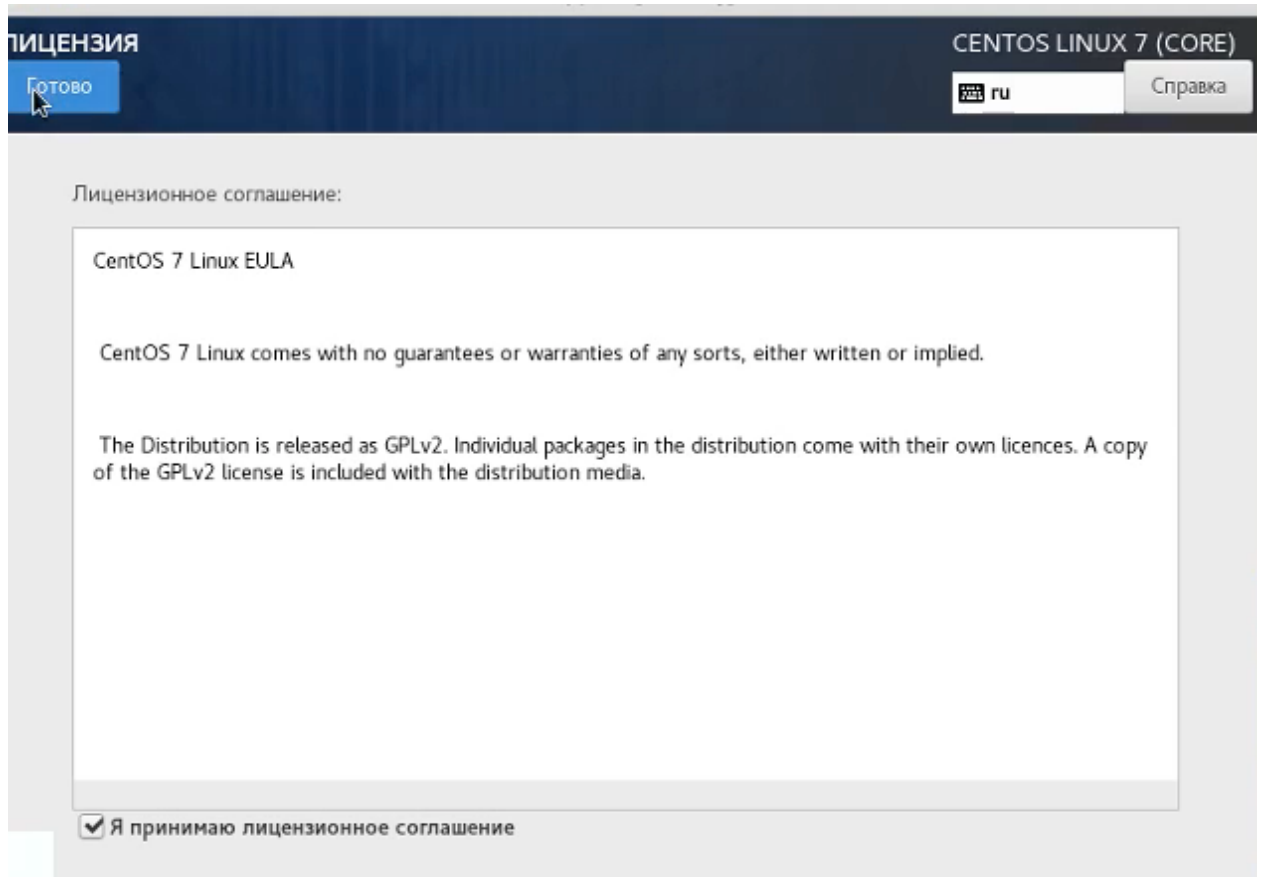 ЛИЦЕНЗИЯ
CENTOS LINUX 7 (CORE)
Готово
ru
Справка
Лицензионное соглашение:
CentOS 7 Linux EULA
CentOS 7 Linux comes with no guarantees or warranties of any sorts, either written or implied.
The Distribution is released as GPLv2. Individual packages in the distribution come with their own licences. A copy
of the GPLv2 license is included with the distribution media.
Я принимаю лицензионное соглашение